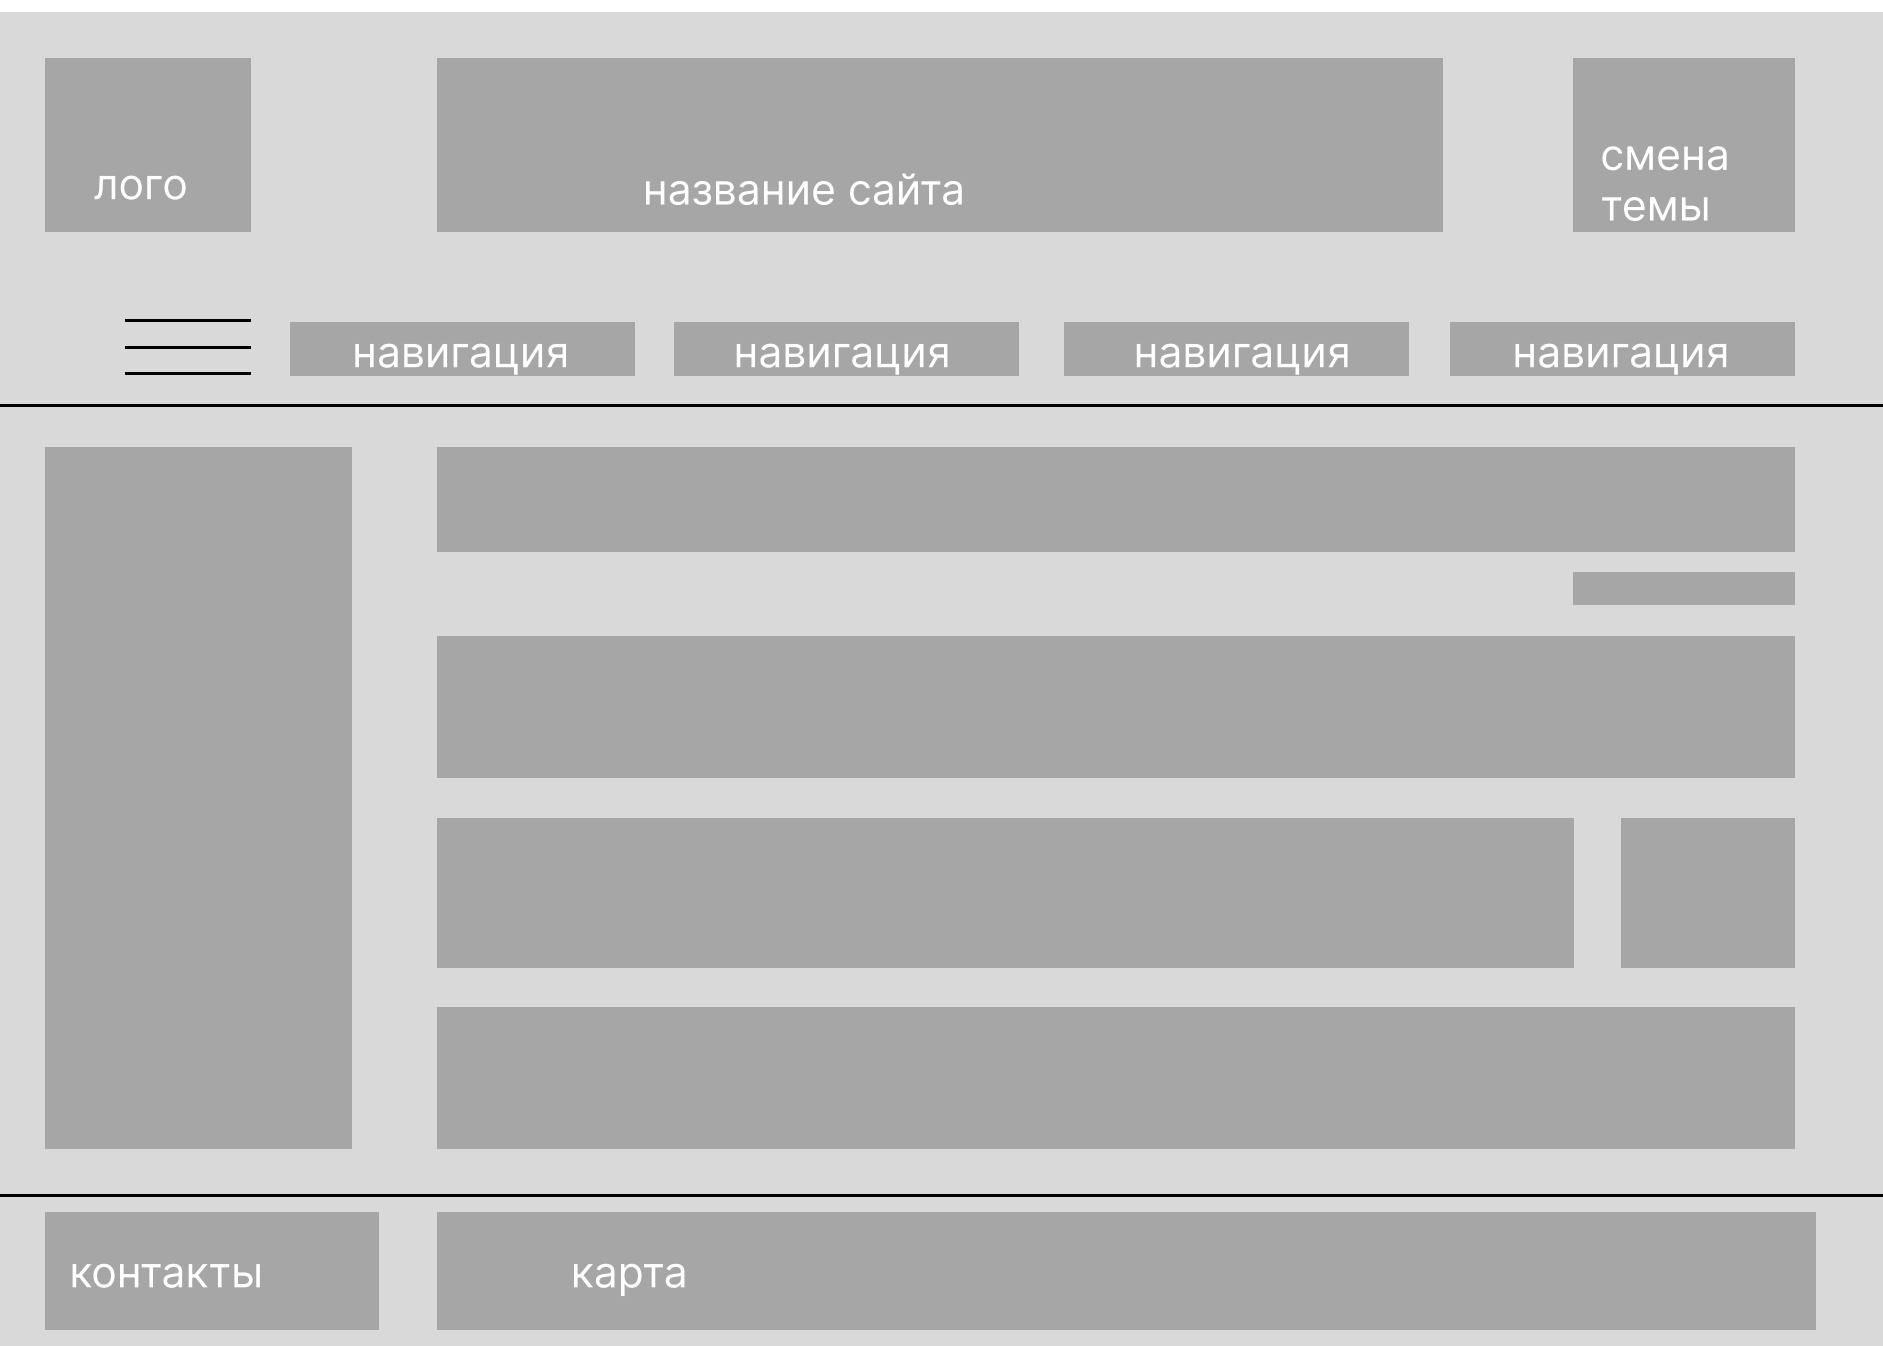 лого
название сайта
смена
темы
навигация
навигация
навигация
навигация
контакты
карта